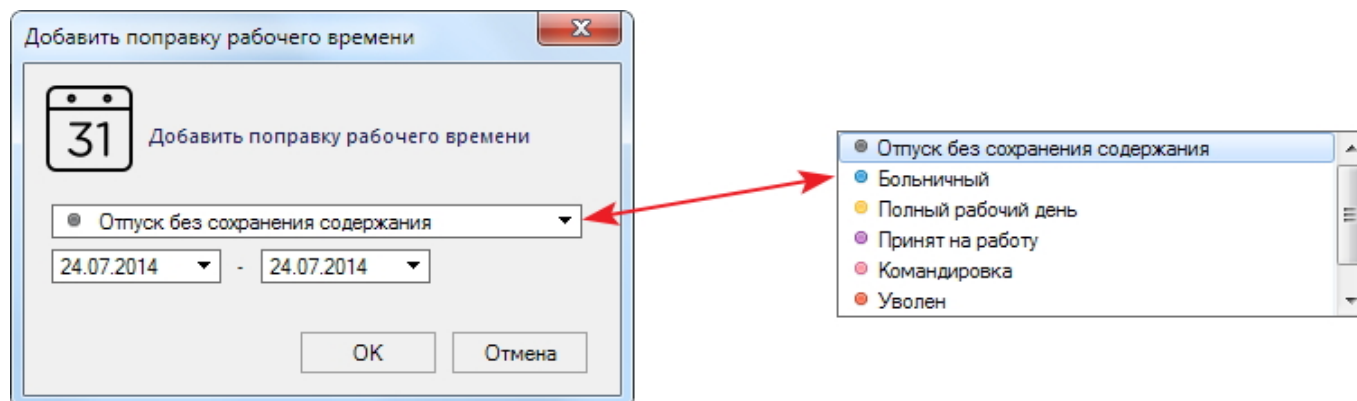 Добавить поправку рабочего времени
31
Добавить поправку рабочего времени
Отпуск без сохранения содержания
24.07.2014 - 24.07.2014
OK Отмена
Отпуск без сохранения содержания
Больничный
Полный рабочий день
Принят на работу
Командировка
Уволен